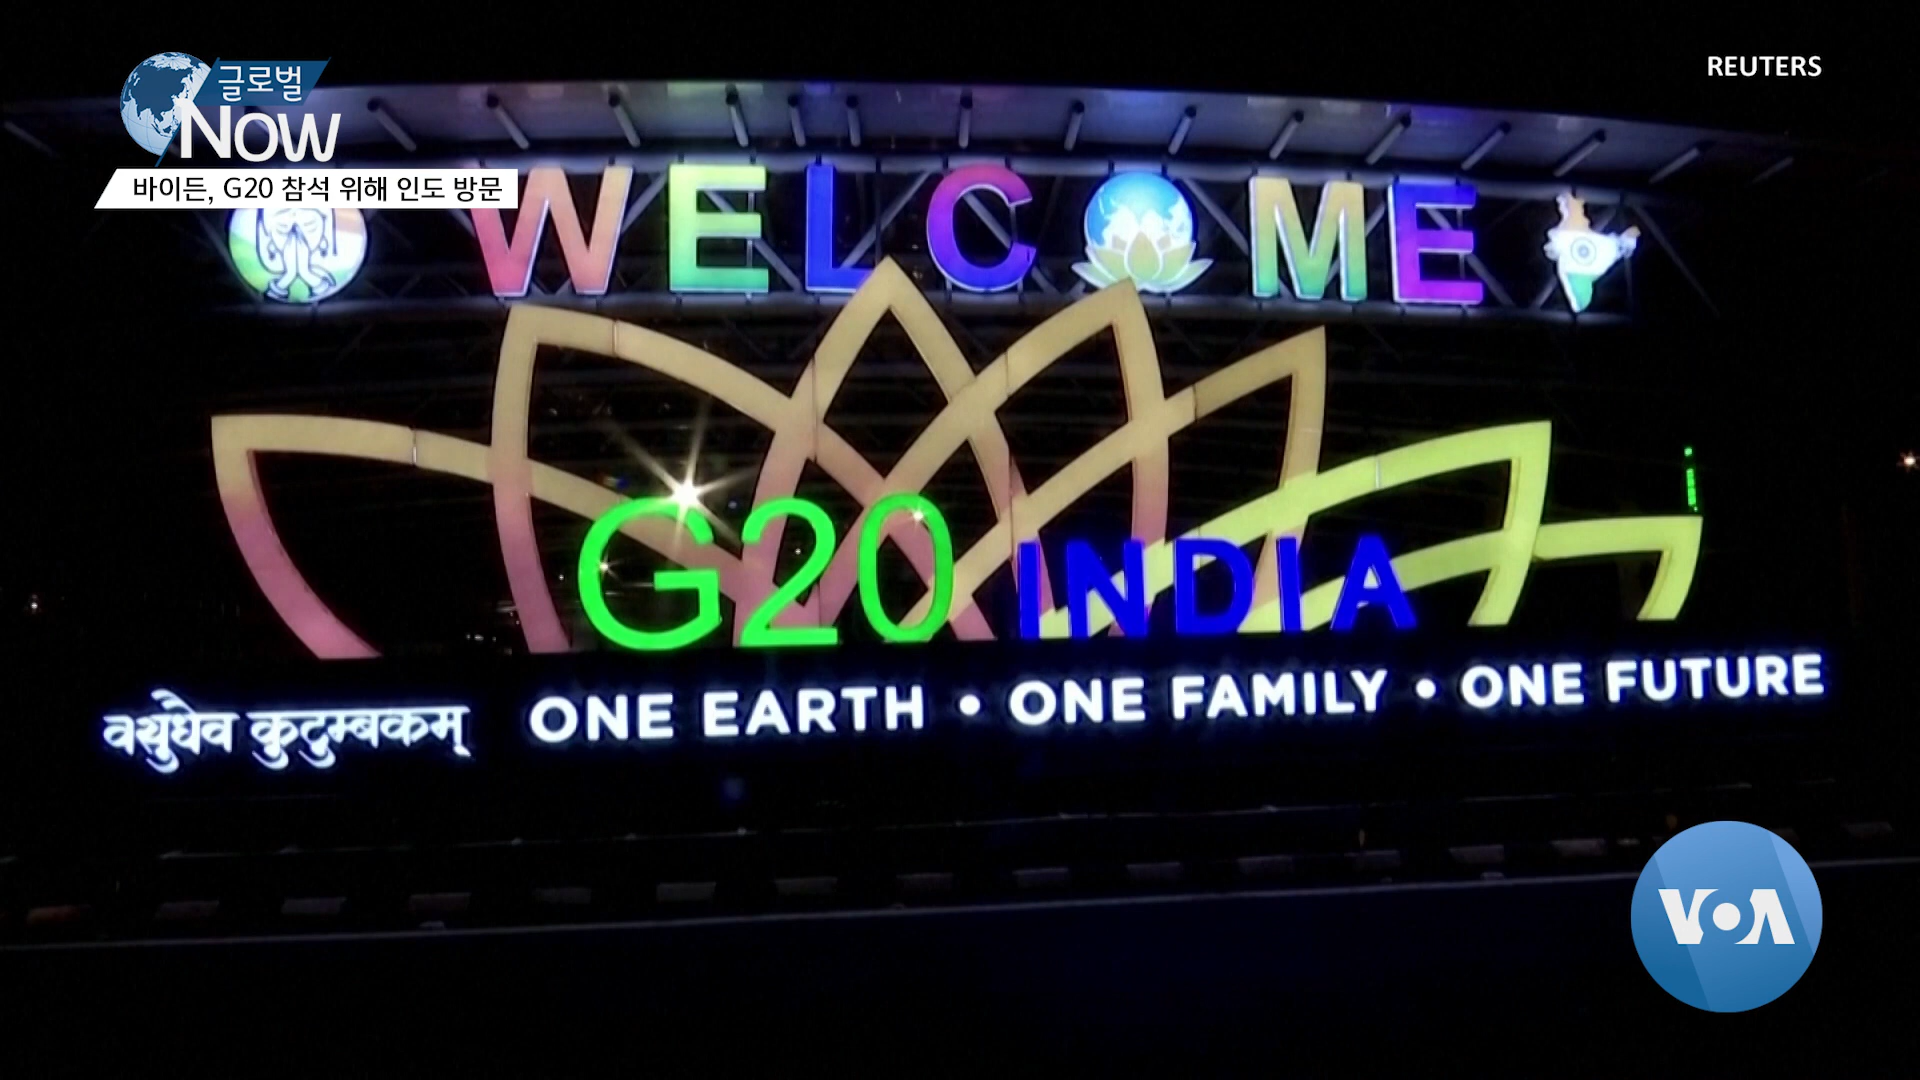 글로벌
NOW
REUTERS
바이든, G20 참석 위해 인도 방문
WELCOME
G20 INDIA
वसुधैव कुटुम्बकम् ONE EARTH • ONE FAMILY • ONE FUTURE
VOA